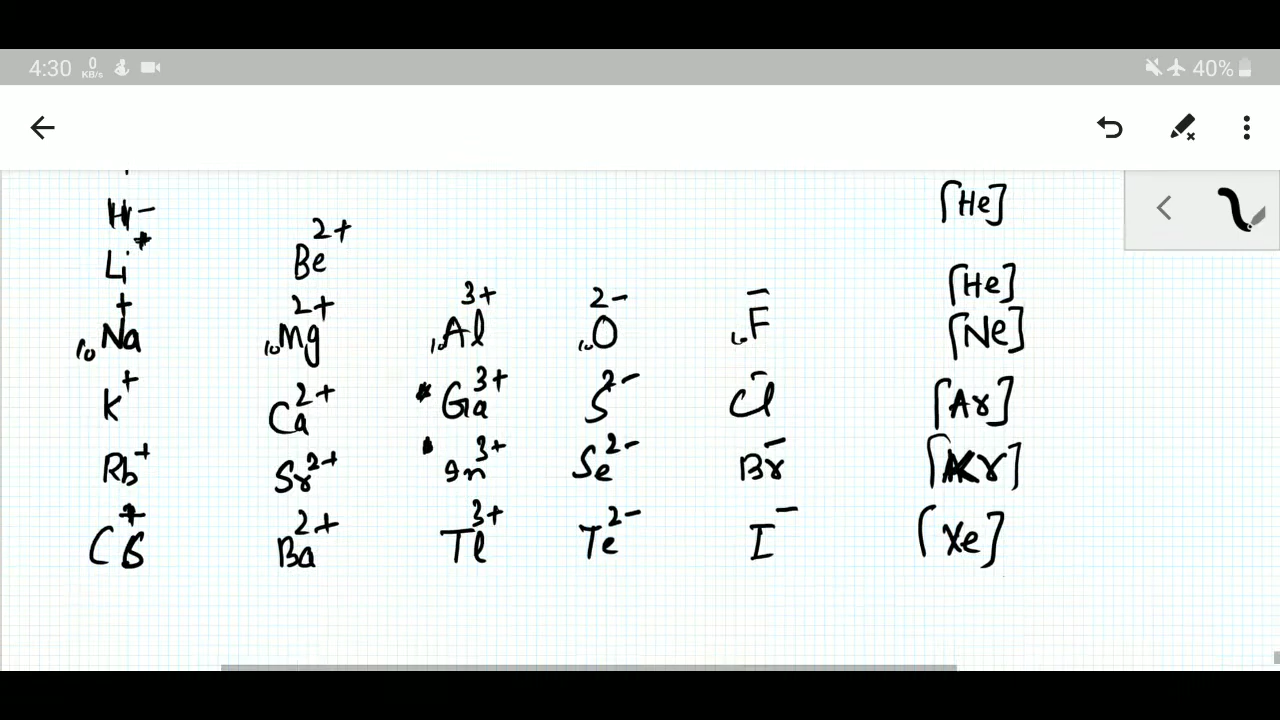 4:30 0 KB/s 40%
H⁻ [He]
Li⁺ Be²⁺ [He]
₁₀Na⁺ ₁₀Mg²⁺ ₁₀Al³⁺ ₁₀O²⁻ ₁₀F⁻ [Ne]
K⁺ Ca²⁺ Ga³⁺ S²⁻ Cl⁻ [Ar]
Rb⁺ Sr²⁺ In³⁺ Se²⁻ Br⁻ [Kr]
Cs⁺ Ba²⁺ Tl³⁺ Te²⁻ I⁻ [Xe]